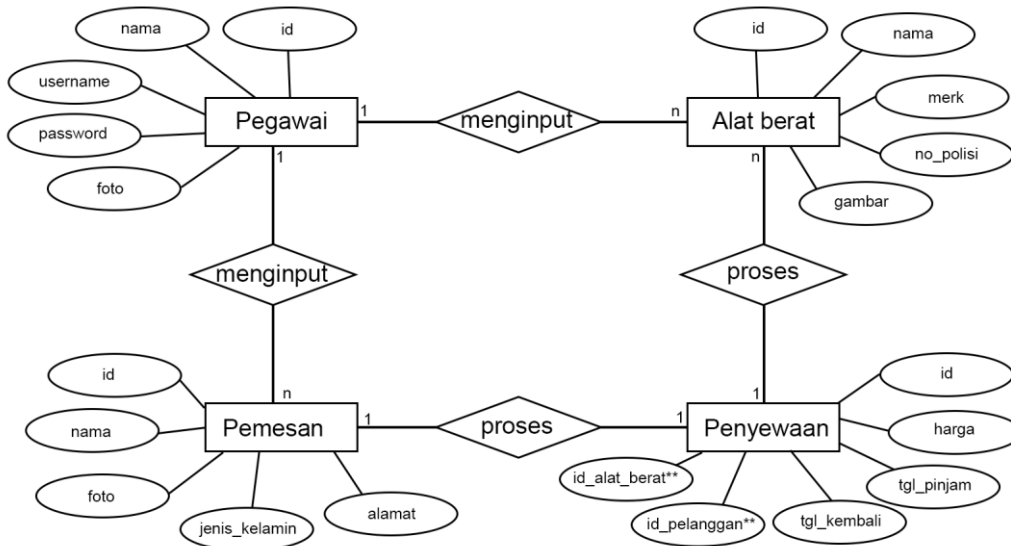 nama
id
username
password
foto
Pegawai
1
1
menginput
n
Alat berat
n
id
nama
merk
no_polisi
gambar
menginput
proses
n
Pemesan
1
id
nama
foto
jenis_kelamin
alamat
proses
1
1
Penyewaan
id
harga
tgl_pinjam
tgl_kembali
id_pelanggan**
id_alat_berat**